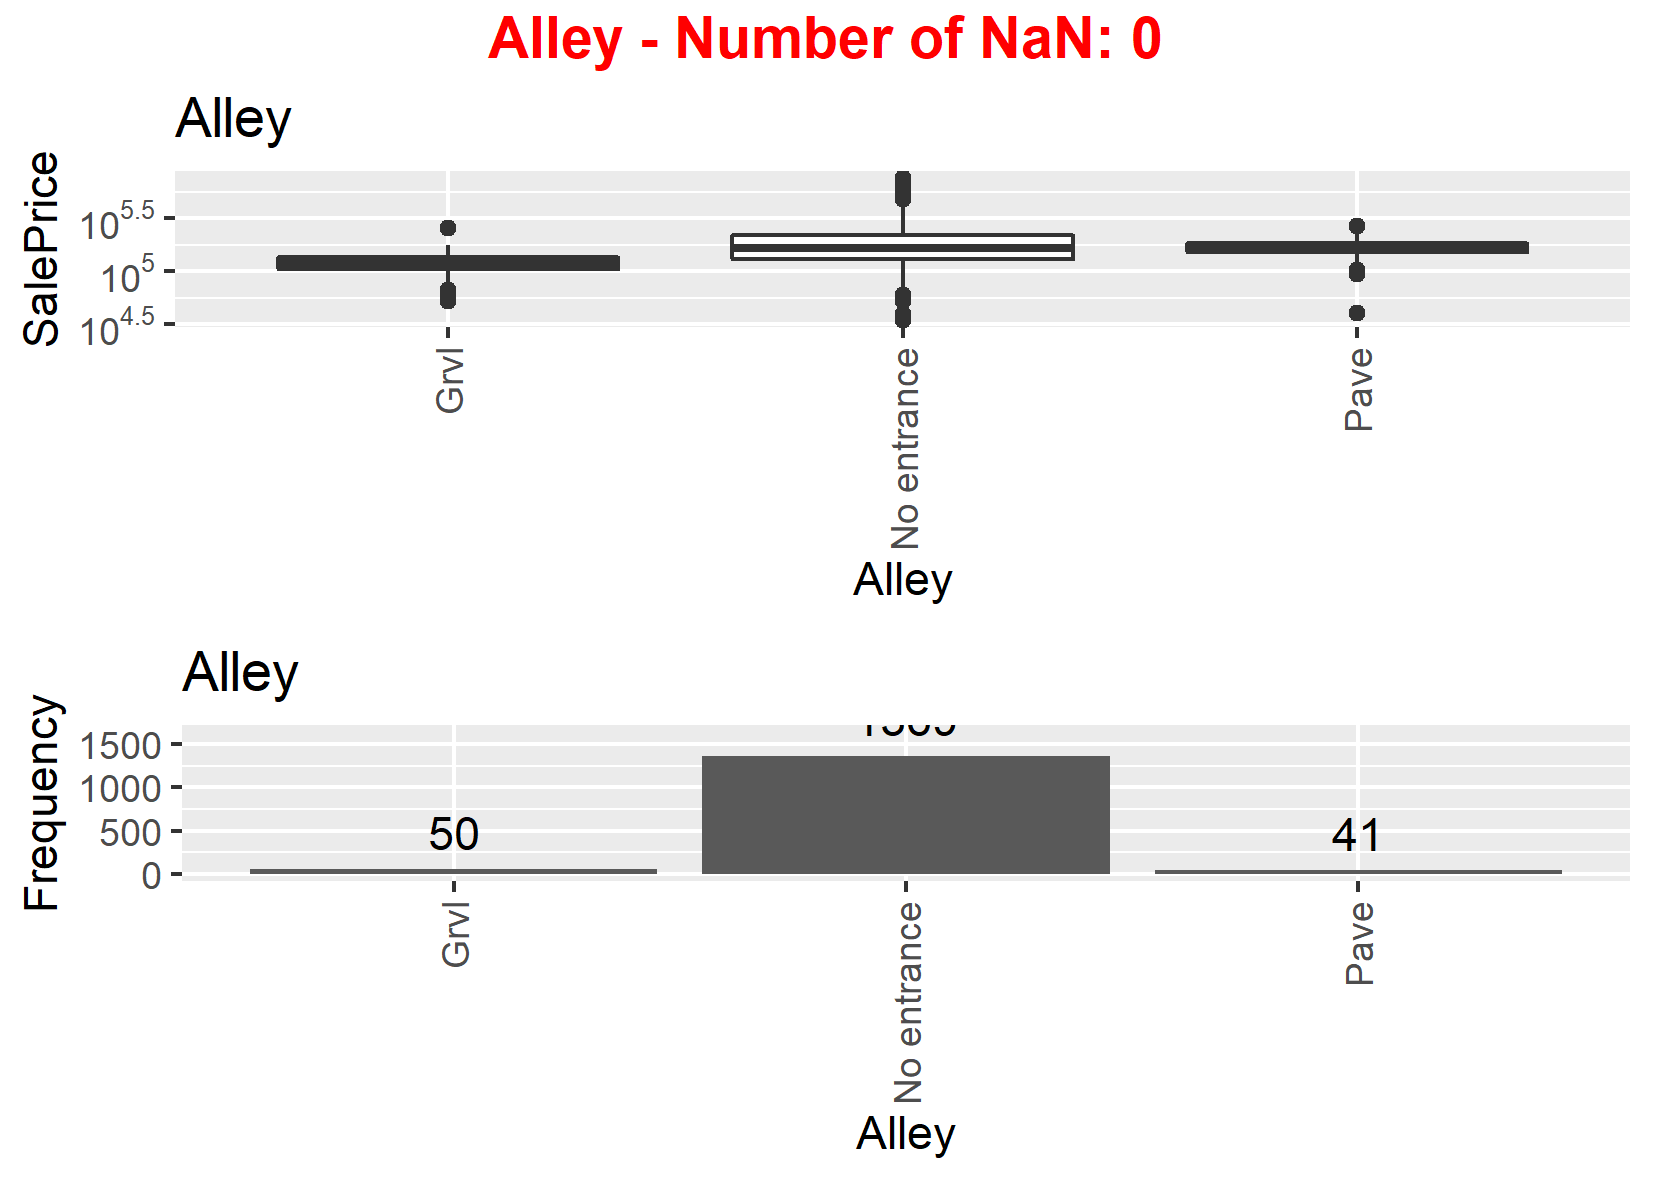 Alley - Number of NaN: 0
Alley
SalePrice
10^5.5
10^5
10^4.5
Grvl
No entrance
Pave
Alley
Alley
Frequency
1500
1000
500
0
50
41
Grvl
No entrance
Pave
Alley